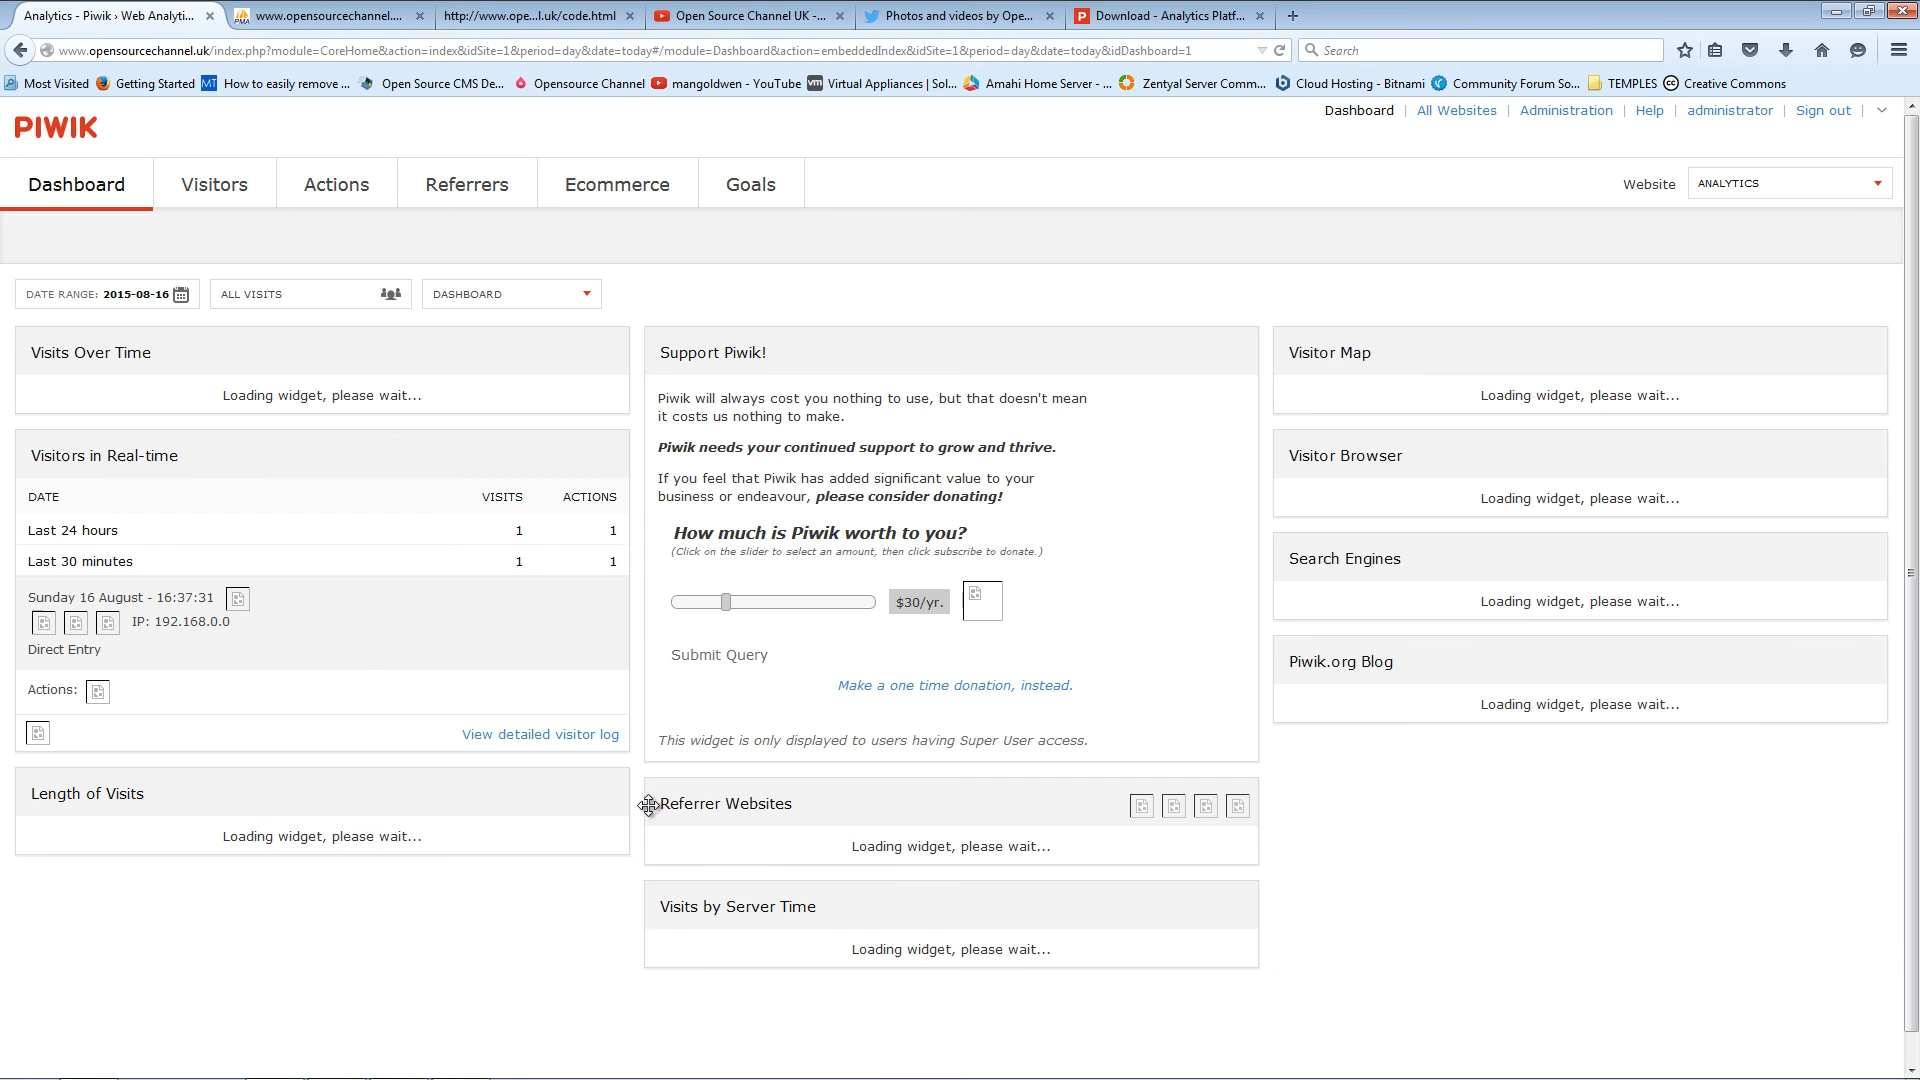 Analytics - Piwik › Web Analyti...
www.opensourcechannel....
http://www.ope...l.uk/code.html
Open Source Channel UK -...
Photos and videos by Ope...
Download - Analytics Platf...
www.opensourcechannel.uk/index.php?module=CoreHome&action=index&idSite=1&period=day&date=today#/module=Dashboard&action=embeddedIndex&idSite=1&period=day&date=today&idDashboard=1
Search
Most Visited
Getting Started
MT
How to easily remove ...
Open Source CMS De...
Opensource Channel
mangoldwen - YouTube
vm
Virtual Appliances | Sol...
Amahi Home Server - ...
Zentyal Server Comm...
Cloud Hosting - Bitnami
Community Forum So...
TEMPLES
Creative Commons
PIWIK
Dashboard | All Websites | Administration | Help | administrator | Sign out |
Dashboard
Visitors
Actions
Referrers
Ecommerce
Goals
Website
ANALYTICS
DATE RANGE: 2015-08-16
ALL VISITS
DASHBOARD
Visits Over Time
Loading widget, please wait...
Visitors in Real-time
DATE VISITS ACTIONS
Last 24 hours 1 1
Last 30 minutes 1 1
Sunday 16 August - 16:37:31
IP: 192.168.0.0
Direct Entry
Actions:
View detailed visitor log
Length of Visits
Loading widget, please wait...
Support Piwik!
Piwik will always cost you nothing to use, but that doesn't mean
it costs us nothing to make.
Piwik needs your continued support to grow and thrive.
If you feel that Piwik has added significant value to your
business or endeavour, please consider donating!
How much is Piwik worth to you?
(Click on the slider to select an amount, then click subscribe to donate.)
$30/yr.
Submit Query
Make a one time donation, instead.
This widget is only displayed to users having Super User access.
Referrer Websites
Loading widget, please wait...
Visits by Server Time
Loading widget, please wait...
Visitor Map
Loading widget, please wait...
Visitor Browser
Loading widget, please wait...
Search Engines
Loading widget, please wait...
Piwik.org Blog
Loading widget, please wait...